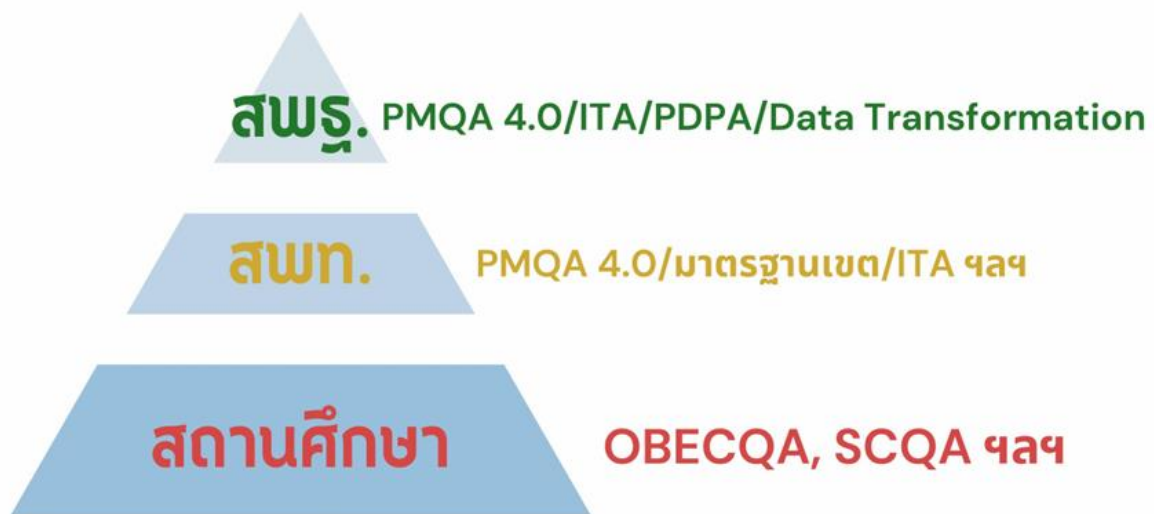 สพฐ. PMQA 4.0/ITA/PDPA/Data Transformation
สพท. PMQA 4.0/มาตรฐานเขต/ITA ฯลฯ
สถานศึกษา OBECQA, SCQA ฯลฯ